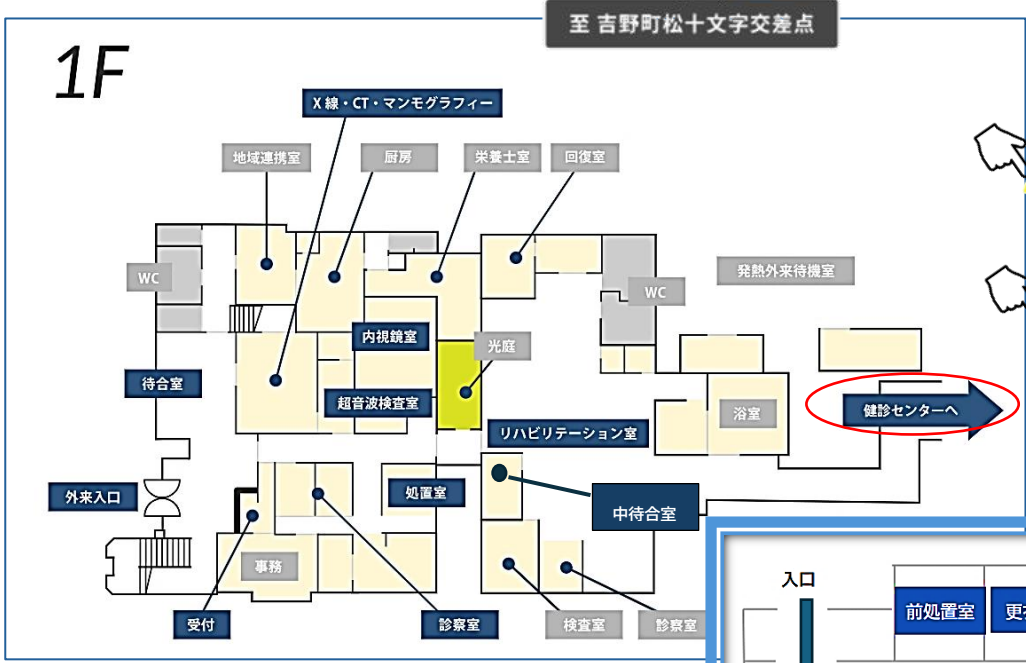 至 吉野町松十文字交差点
1F
X 線・CT・マンモグラフィー
地域連携室
厨房
栄養士室
回復室
WC
WC
発熱外来待機室
内視鏡室
光庭
待合室
超音波検査室
浴室
健診センターへ
リハビリテーション室
外来入口
処置室
中待合室
事務
入口
前処置室
受付
診察室
検査室
診察室